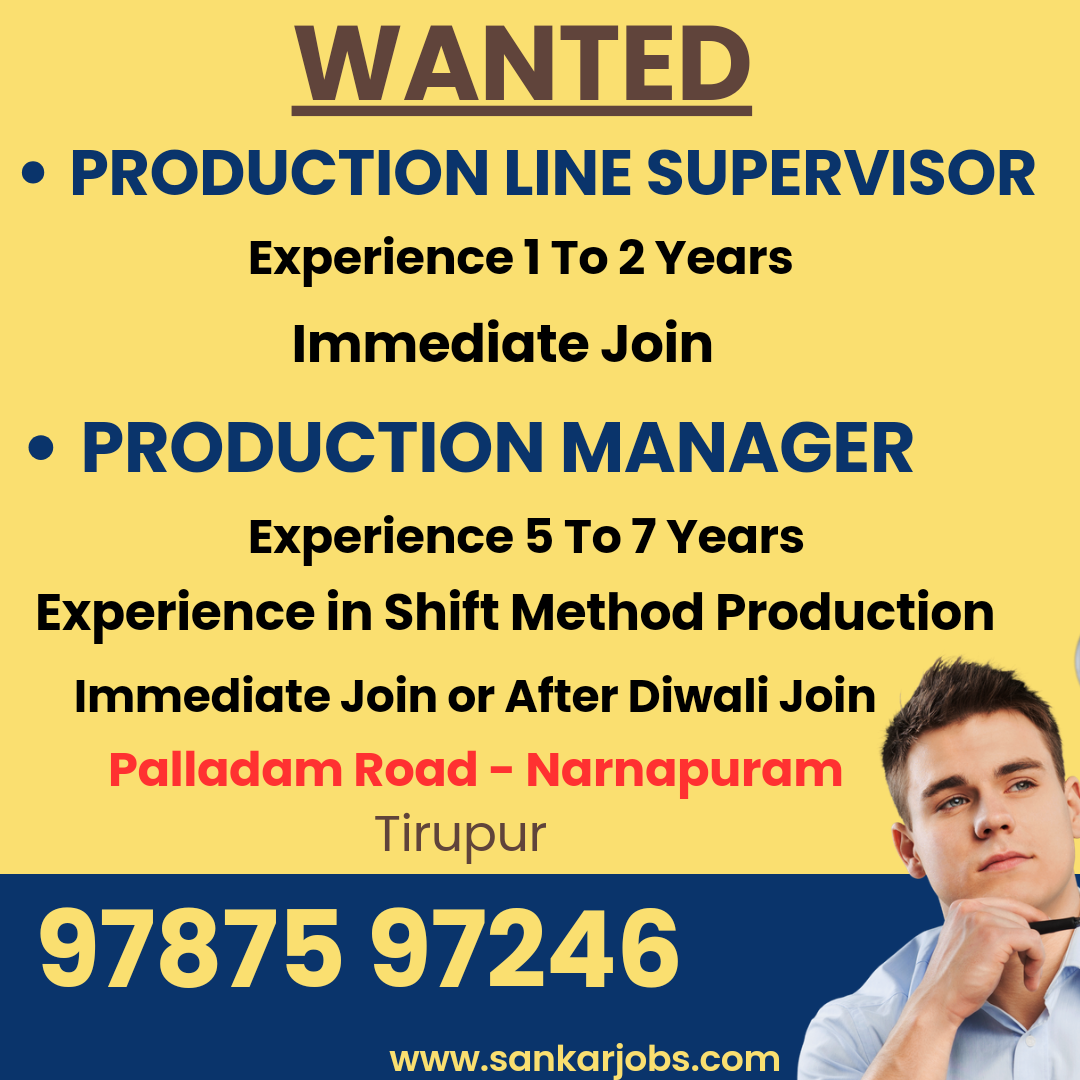 WANTED
• PRODUCTION LINE SUPERVISOR
Experience 1 To 2 Years
Immediate Join
• PRODUCTION MANAGER
Experience 5 To 7 Years
Experience in Shift Method Production
Immediate Join or After Diwali Join
Palladam Road - Narnapuram
Tirupur
97875 97246
www.sankarjobs.com